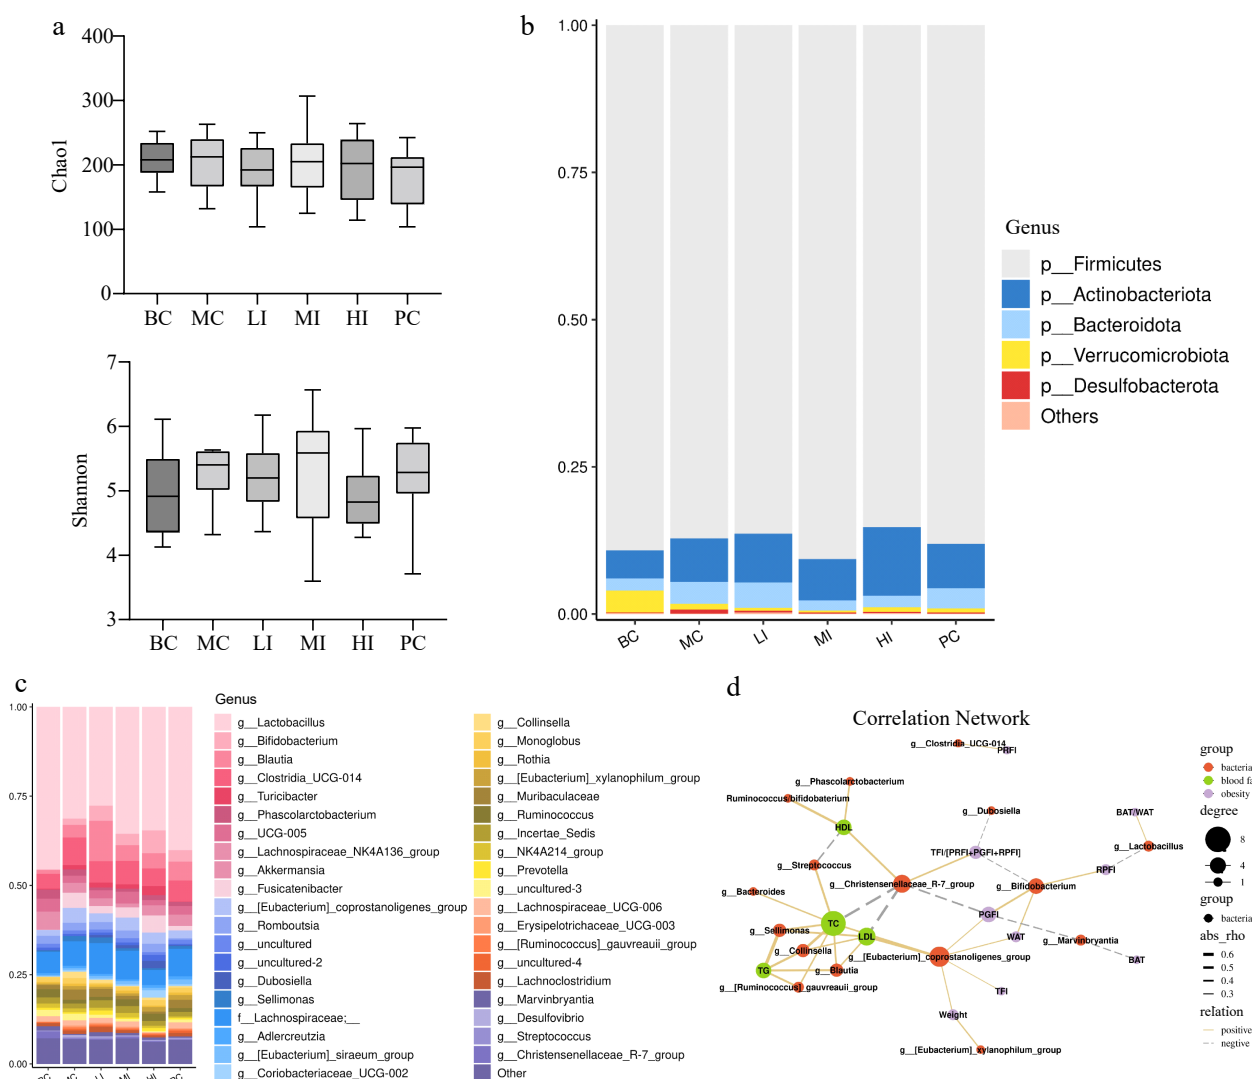 a
400
300
200
100
0
Chao1
BC MC LI MI HI PC
7
6
5
4
3
Shannon
BC MC LI MI HI PC
b
1.00
0.75
0.50
0.25
0.00
BC MC LI MI HI PC
Genus
p__Firmicutes
p__Actinobacteriota
p__Bacteroidota
p__Verrucomicrobiota
p__Desulfobacterota
Others
c
1.00
0.75
0.50
0.25
0.00
BC MC LI MI HI PC
Genus
g__Lactobacillus
g__Bifidobacterium
g__Blautia
g__Clostridia_UCG-014
g__Turicibacter
g__Phascolarctobacterium
g__UCG-005
g__Lachnospiraceae_NK4A136_group
g__Akkermansia
g__Fusicatenibacter
g__[Eubacterium]_coprostanoligenes_group
g__Romboutsia
g__uncultured
g__uncultured-2
g__Dubosiella
g__Sellimonas
f__Lachnospiraceae;__
g__Adlercreutzia
g__[Eubacterium]_siraeum_group
g__Coriobacteriaceae_UCG-002
g__Collinsella
g__Monoglobus
g__Rothia
g__[Eubacterium]_xylanophilum_group
g__Muribaculaceae
g__Ruminococcus
g__Incertae_Sedis
g__NK4A214_group
g__Prevotella
g__uncultured-3
g__Lachnospiraceae_UCG-006
g__Erysipelotrichaceae_UCG-003
g__[Ruminococcus]_gauvreauii_group
g__uncultured-4
g__Lachnoclostridium
g__Marvinbryantia
g__Desulfovibrio
g__Streptococcus
g__Christensenellaceae_R-7_group
Other
d
Correlation Network
g__Clostridia_UCG-014
PRFI
g__Phascolarctobacterium
Ruminococcus/bifidobacterium
HDL
g__Dubosiella
BAT/WAT
TFI/[PRFI+PGFI+RPFI]
g__Lactobacillus
g__Streptococcus
RPFI
g__Christensenellaceae_R-7_group
g__Bifidobacterium
g__Bacteroides
PGFI
TC
g__Sellimonas
LDL
WAT
g__Marvinbryantia
g__Collinsella
g__[Eubacterium]_coprostanoligenes_group
BAT
TG
g__Blautia
g__[Ruminococcus]_gauvreauii_group
TFI
Weight
g__[Eubacterium]_xylanophilum_group
group
bacteria
blood fa
obesity
degree
8
4
1
group
bacteria
abs_rho
0.6
0.5
0.4
0.3
relation
positive
negtive